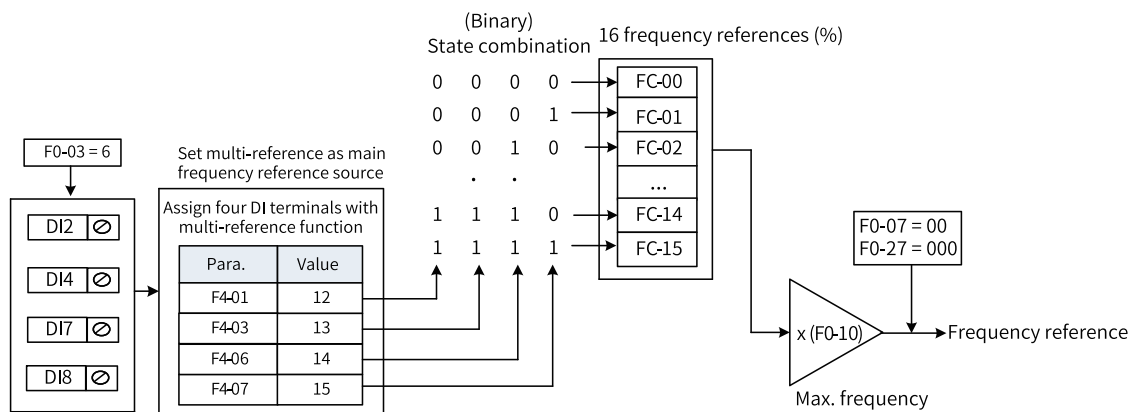 (Binary)
State combination
16 frequency references (%)
0 0 0 0
FC-00
0 0 0 1
FC-01
0 0 1 0
FC-02
. .
...
1 1 1 0
FC-14
1 1 1 1
FC-15
F0-03 = 6
Set multi-reference as main
frequency reference source
Assign four DI terminals with
multi-reference function
DI2
DI4
DI7
DI8
Para. Value
F4-01 12
F4-03 13
F4-06 14
F4-07 15
F0-07 = 00
F0-27 = 000
x (F0-10)
Frequency reference
Max. frequency